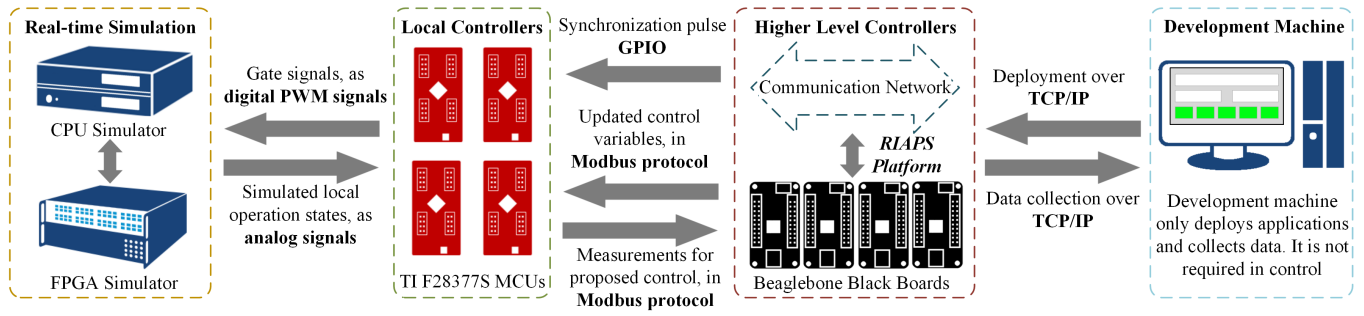 Real-time Simulation
CPU Simulator
FPGA Simulator
Gate signals, as
digital PWM signals
Simulated local
operation states, as
analog signals
Local Controllers
TI F28377S MCUs
Synchronization pulse
GPIO
Updated control
variables, in
Modbus protocol
Measurements for
proposed control, in
Modbus protocol
Higher Level Controllers
Communication Network
RIAPS
Platform
Beaglebone Black Boards
Deployment over
TCP/IP
Data collection over
TCP/IP
Development Machine
Development machine
only deploys applications
and collects data. It is not
required in control